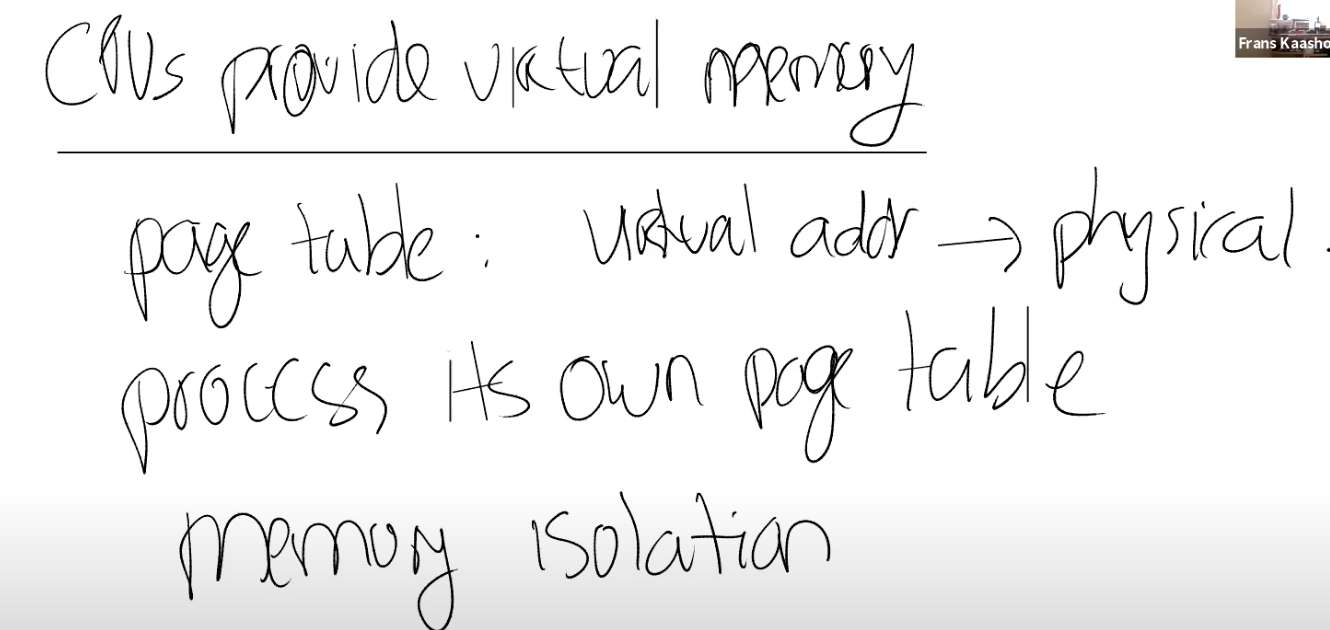 CPUs provide virtual memory
Frans Kaasho
page table: virtual addr → physical.
process its own page table
memory isolation